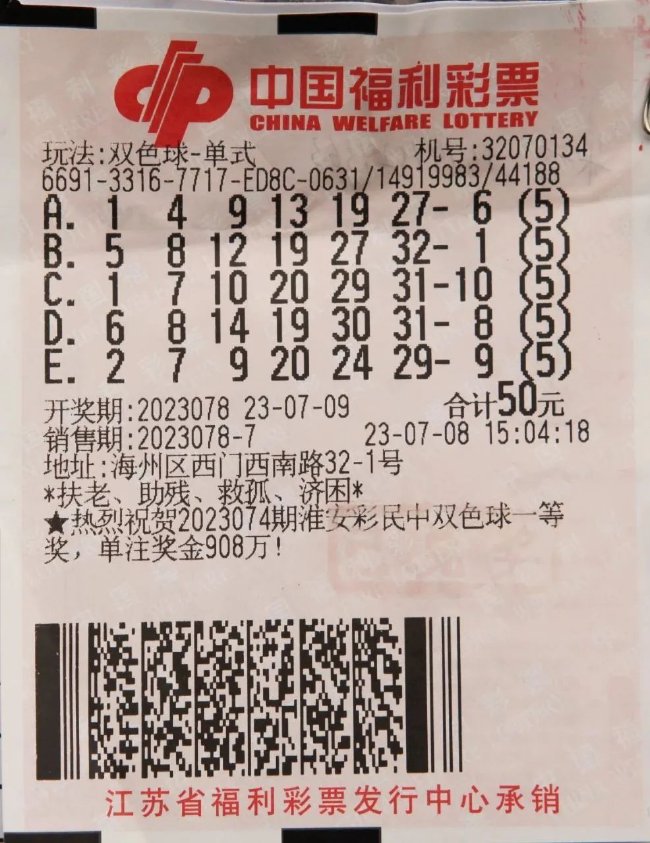 中国福利彩票
CHINA WELFARE LOTTERY
玩法:双色球-单式 机号:32070134
6691-3316-7717-ED8C-0631/14919983/44188
A. 1 4 9 13 19 27- 6 (5)
B. 5 8 12 19 27 32- 1 (5)
C. 1 7 10 20 29 31-10 (5)
D. 6 8 14 19 30 31- 8 (5)
E. 2 7 9 20 24 29- 9 (5)
开奖期:2023078 23-07-09 合计50元
销售期:2023078-7 23-07-08 15:04:18
地址:海州区西门西南路32-1号
*扶老、助残、救孤、济困*
★热烈祝贺2023074期淮安彩民中双色球一等
奖，单注奖金908万!
江苏省福利彩票发行中心承销